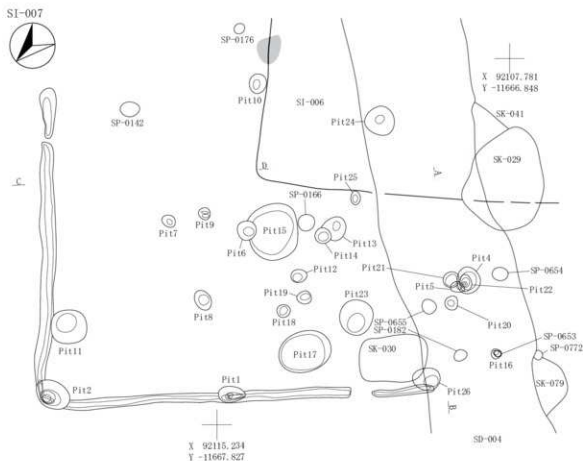 SI-007
SP-0176
X 92107.781
Y -11666.848
Pit10
SI-006
SK-041
SP-0142
Pit24
SK-029
C
D
A
Pit25
SP-0166
Pit7
Pit9
Pit15
Pit13
Pit6
Pit14
Pit4
Pit21
SP-0654
Pit12
Pit5
Pit22
Pit19
Pit23
Pit8
Pit18
SP-0655
Pit20
SP-0182
SP-0653
Pit11
SP-0772
Pit17
SK-030
Pit16
SK-079
Pit2
Pit1
Pit26
B
X 92115.234
Y -11667.827
SD-004